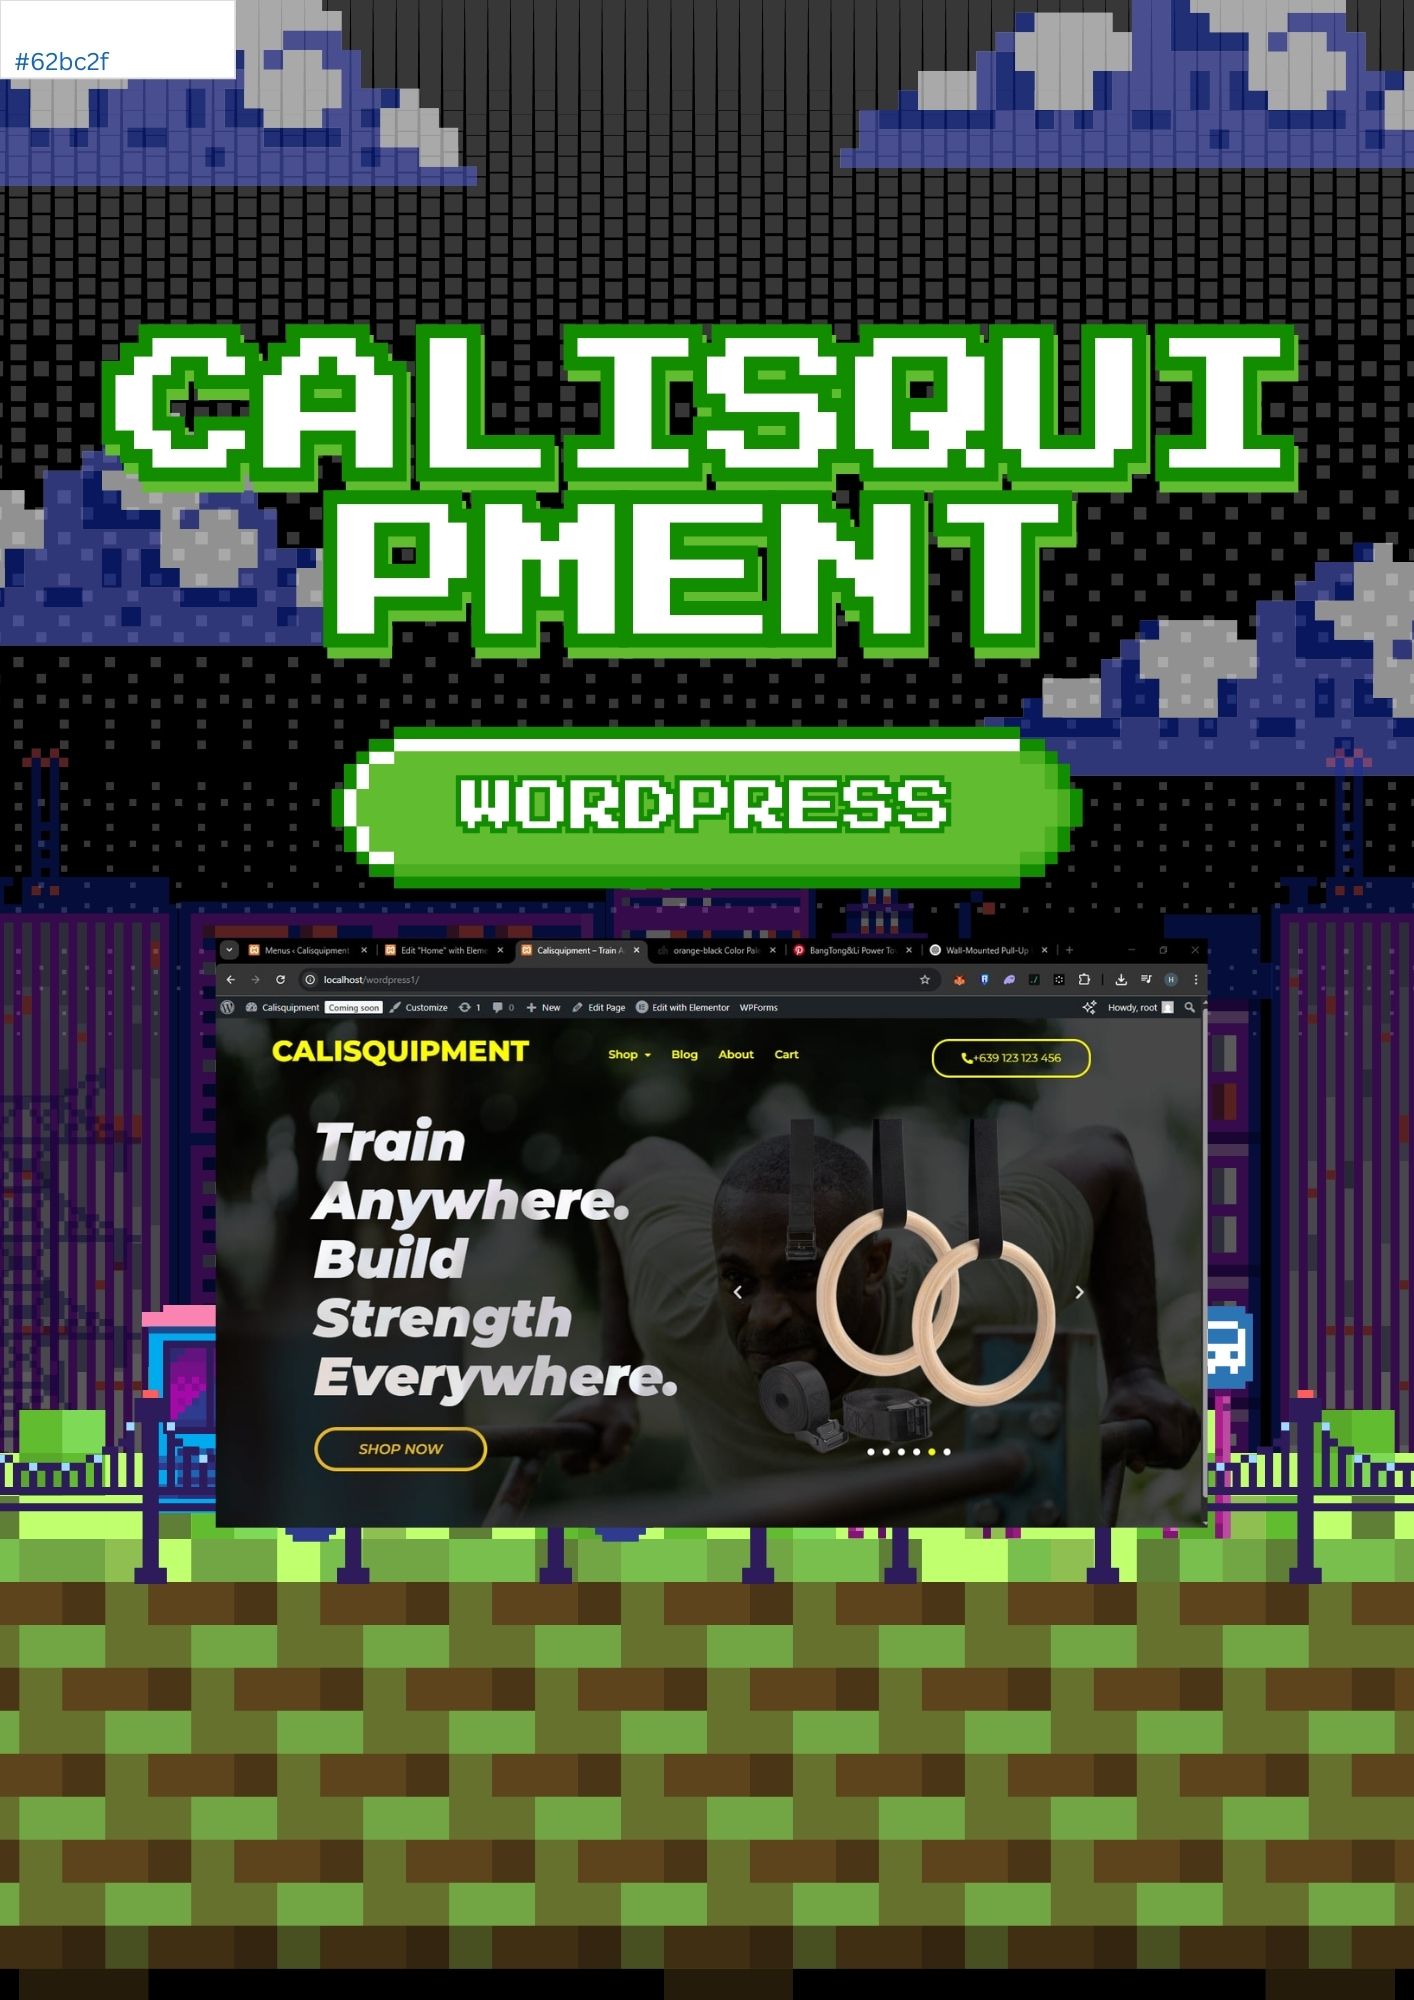 #62bc2f
CALISQUI
PMENT
WORDPRESS
Menus ‹ Calisquipment
Edit "Home" with Eleme
Calisquipment – Train A
orange-black Color Pal
BangTong&Li Power To
Wall-Mounted Pull-Up
localhost/wordpress1/
Calisquipment Coming soon Customize 1 0 New Edit Page Edit with Elementor WPForms Howdy, root
CALISQUIPMENT Shop Blog About Cart +639 123 123 456
Train
Anywhere.
Build
Strength
Everywhere.
SHOP NOW